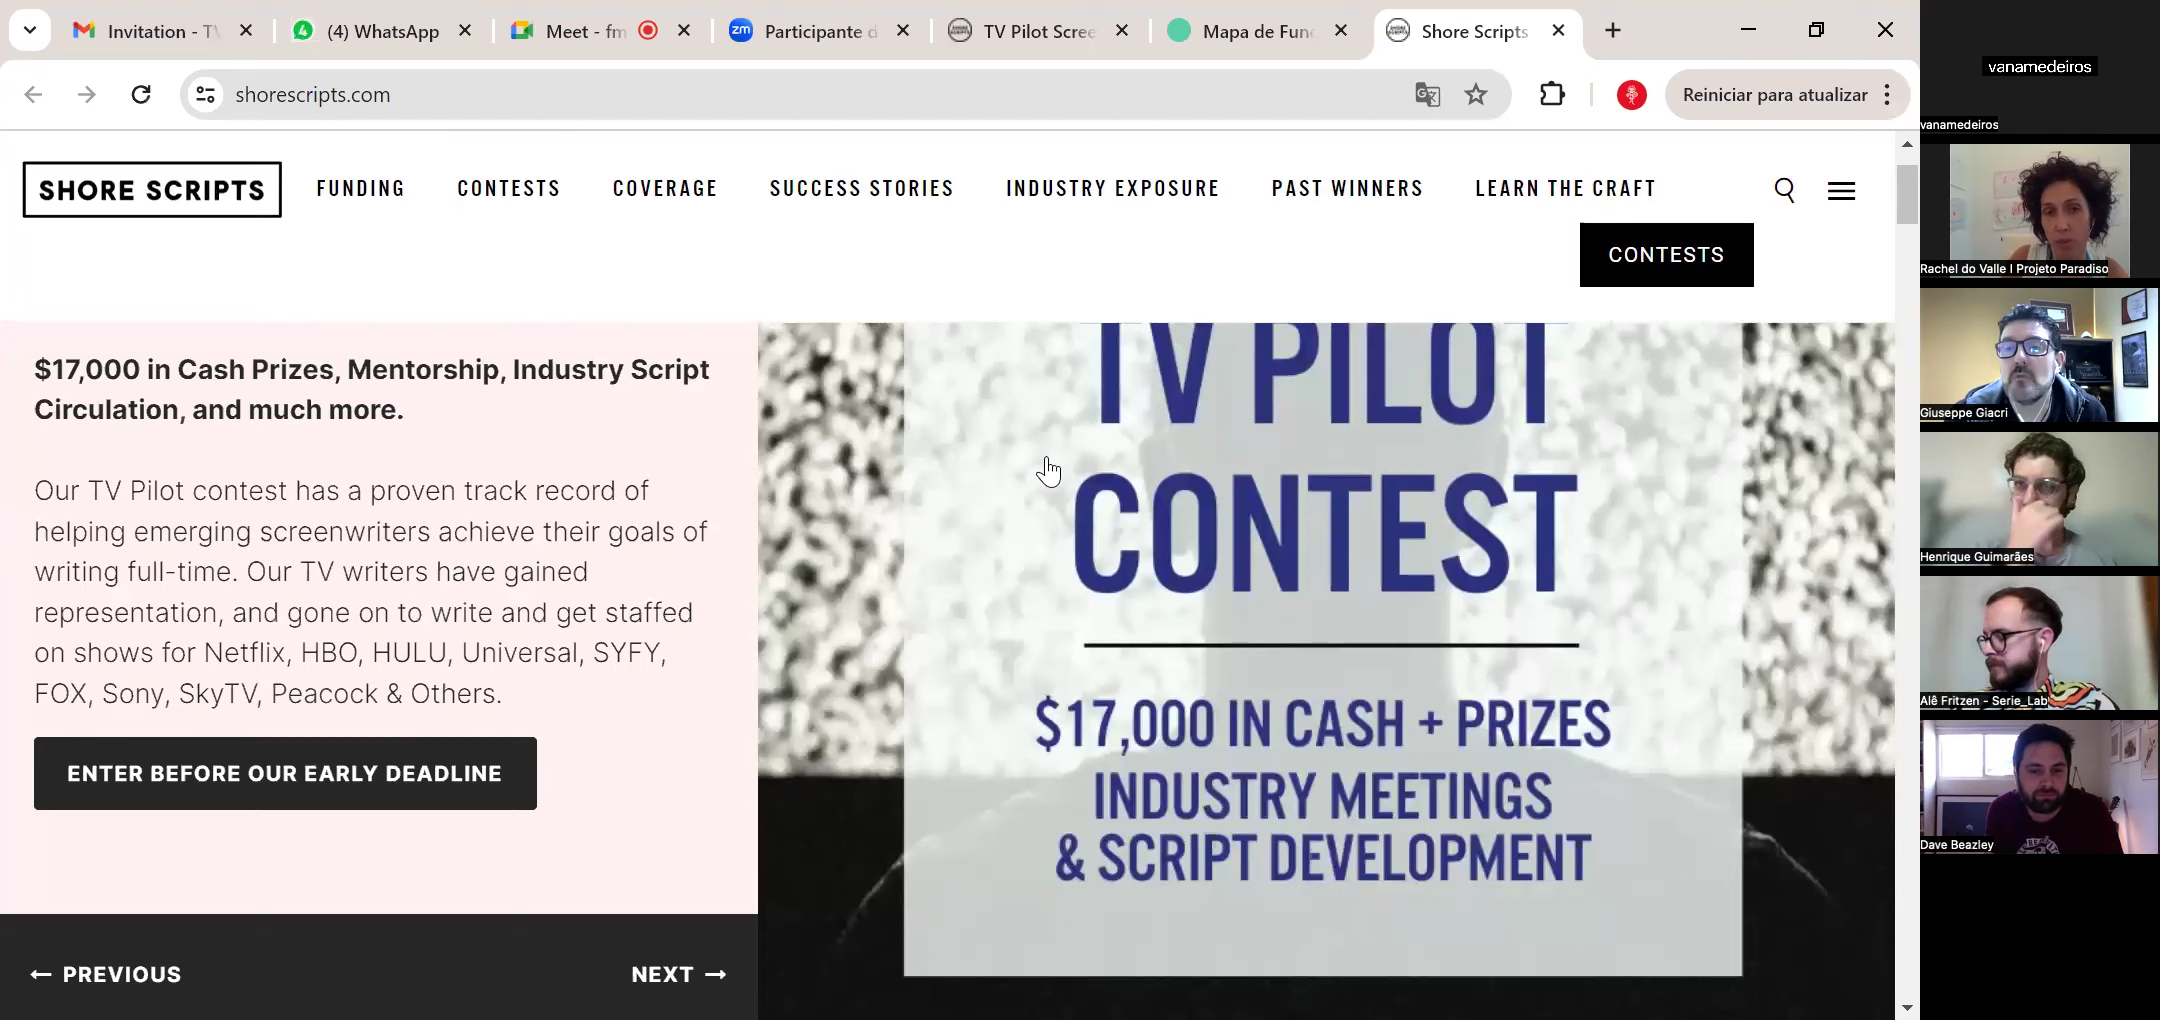 Invitation - TV
(4) WhatsApp
Meet - fm
zm
Participante d
TV Pilot Scree
Mapa de Fun
Shore Scripts
shorescripts.com
Reiniciar para atualizar
SHORE SCRIPTS
FUNDING
CONTESTS
COVERAGE
SUCCESS STORIES
INDUSTRY EXPOSURE
PAST WINNERS
LEARN THE CRAFT
CONTESTS
$17,000 in Cash Prizes, Mentorship, Industry Script
Circulation, and much more.
Our TV Pilot contest has a proven track record of
helping emerging screenwriters achieve their goals of
writing full-time. Our TV writers have gained
representation, and gone on to write and get staffed
on shows for Netflix, HBO, HULU, Universal, SYFY,
FOX, Sony, SkyTV, Peacock & Others.
ENTER BEFORE OUR EARLY DEADLINE
← PREVIOUS
NEXT →
TV PILOT
CONTEST
$17,000 IN CASH + PRIZES
INDUSTRY MEETINGS
& SCRIPT DEVELOPMENT
vanamedeiros
vanamedeiros
Rachel do Valle I Projeto Paradiso
Giuseppe Giacri
Henrique Guimarães
Alê Fritzen - Serie_Lab
Dave Beazley